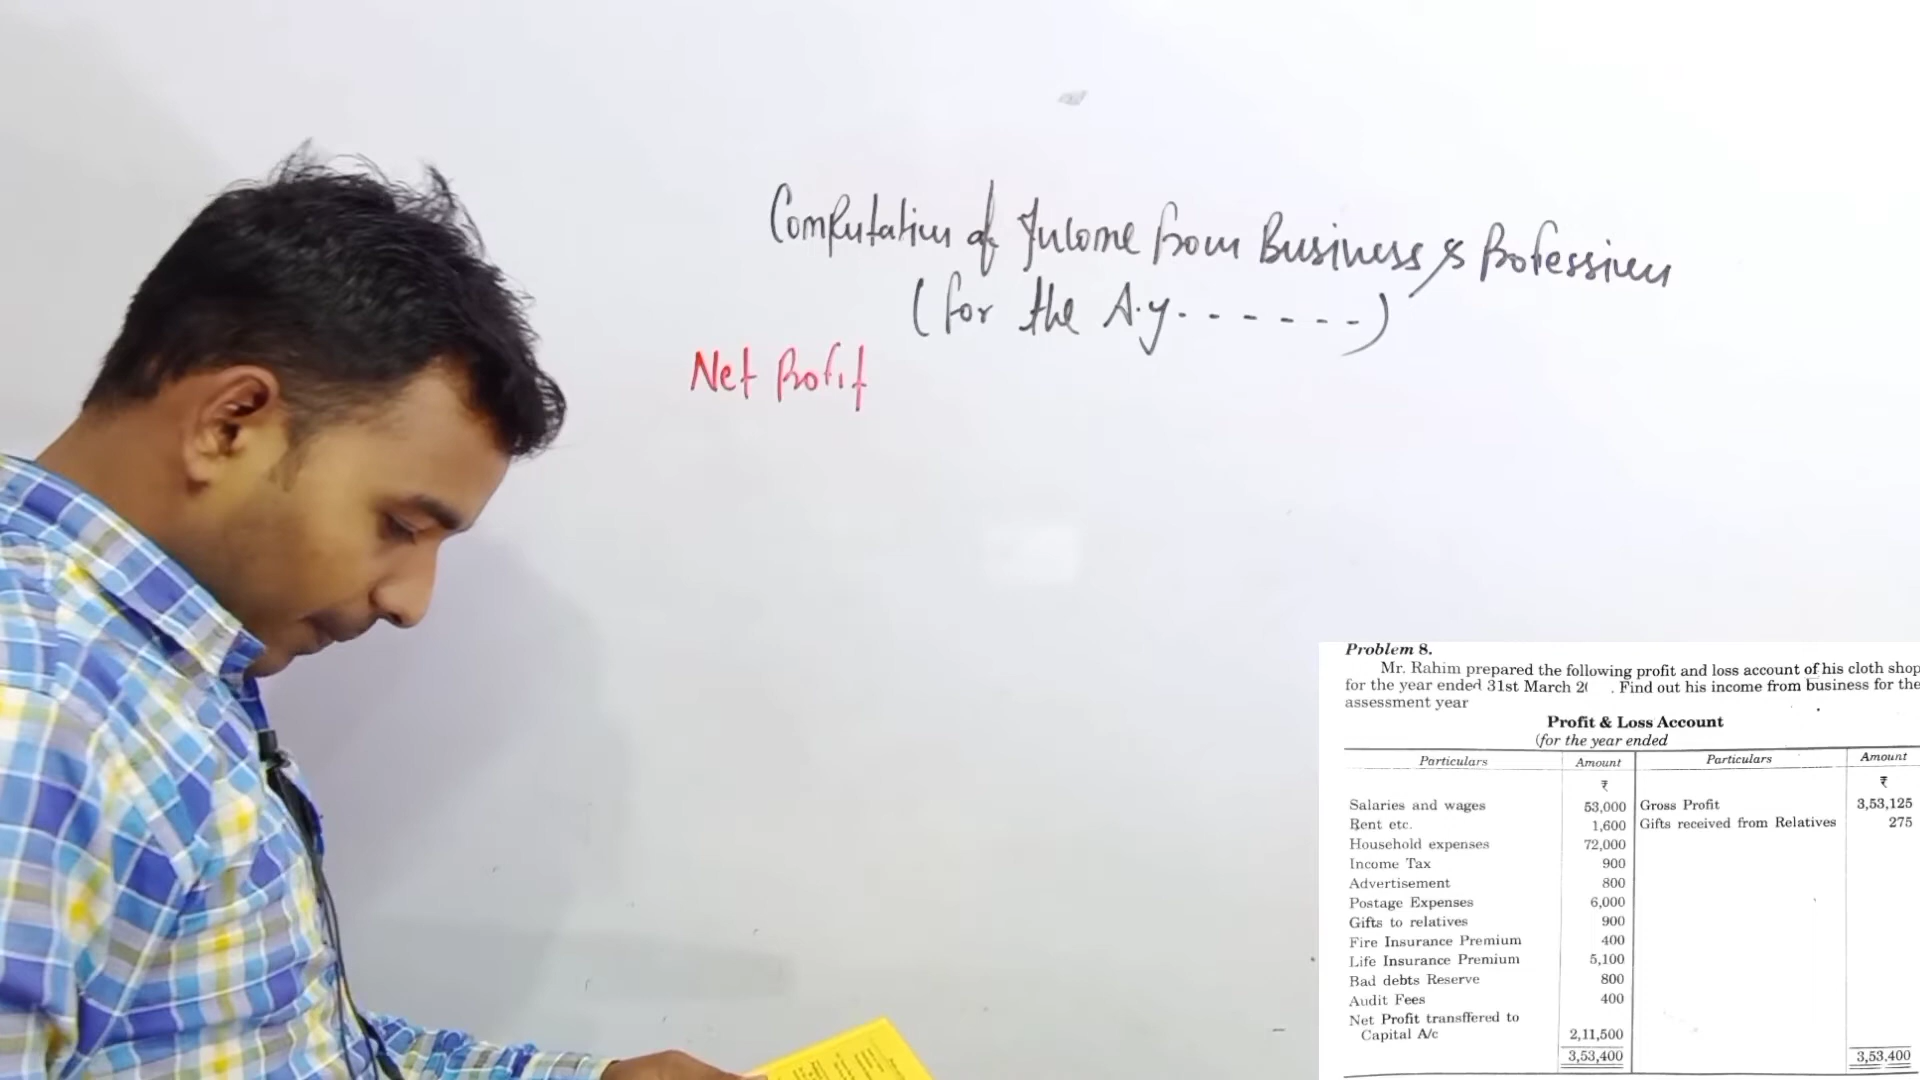 Computation of Income from Business & Profession
(for the A.y.------)
Net Profit
Problem 8.
Mr. Rahim prepared the following profit and loss account of his cloth shop
for the year ended 31st March 2( . Find out his income from business for the
assessment year
Profit & Loss Account
(for the year ended
Particulars Amount Particulars Amount
₹ ₹
Salaries and wages 53,000 Gross Profit 3,53,125
Rent etc. 1,600 Gifts received from Relatives 275
Household expenses 72,000
Income Tax 900
Advertisement 800
Postage Expenses 6,000
Gifts to relatives 900
Fire Insurance Premium 400
Life Insurance Premium 5,100
Bad debts Reserve 800
Audit Fees 400
Net Profit transffered to
Capital A/c 2,11,500
3,53,400 3,53,400